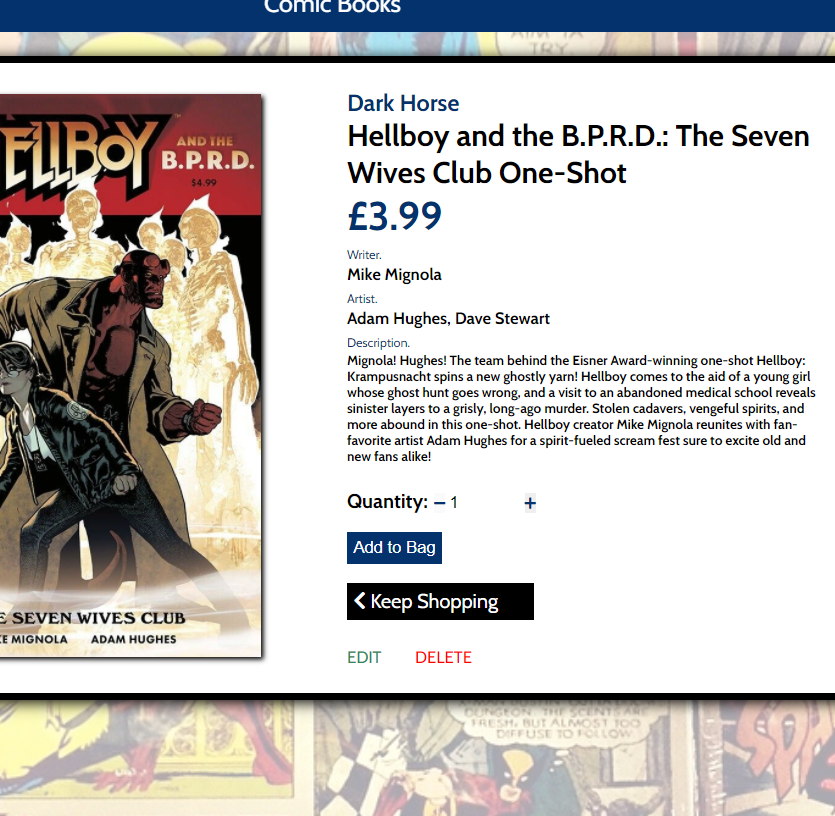 Comic Books
AIM TA
TRY.
ELLBOY
AND THE
B.P.R.D.
$4.99
SEVEN WIVES CLUB
MIGNOLA ADAM HUGHES
Dark Horse
Hellboy and the B.P.R.D.: The Seven
Wives Club One-Shot
£3.99
Writer.
Mike Mignola
Artist.
Adam Hughes, Dave Stewart
Description.
Mignola! Hughes! The team behind the Eisner Award-winning one-shot Hellboy:
Krampusnacht spins a new ghostly yarn! Hellboy comes to the aid of a young girl
whose ghost hunt goes wrong, and a visit to an abandoned medical school reveals
sinister layers to a grisly, long-ago murder. Stolen cadavers, vengeful spirits, and
more abound in this one-shot. Hellboy creator Mike Mignola reunites with fan-
favorite artist Adam Hughes for a spirit-fueled scream fest sure to excite old and
new fans alike!
Quantity: − 1 +
Add to Bag
Keep Shopping
EDIT DELETE
DUNGEON. THE SCENTS ARE
FRESH, BUT ALMOST TOO
DIFFUSE TO FOLLOW